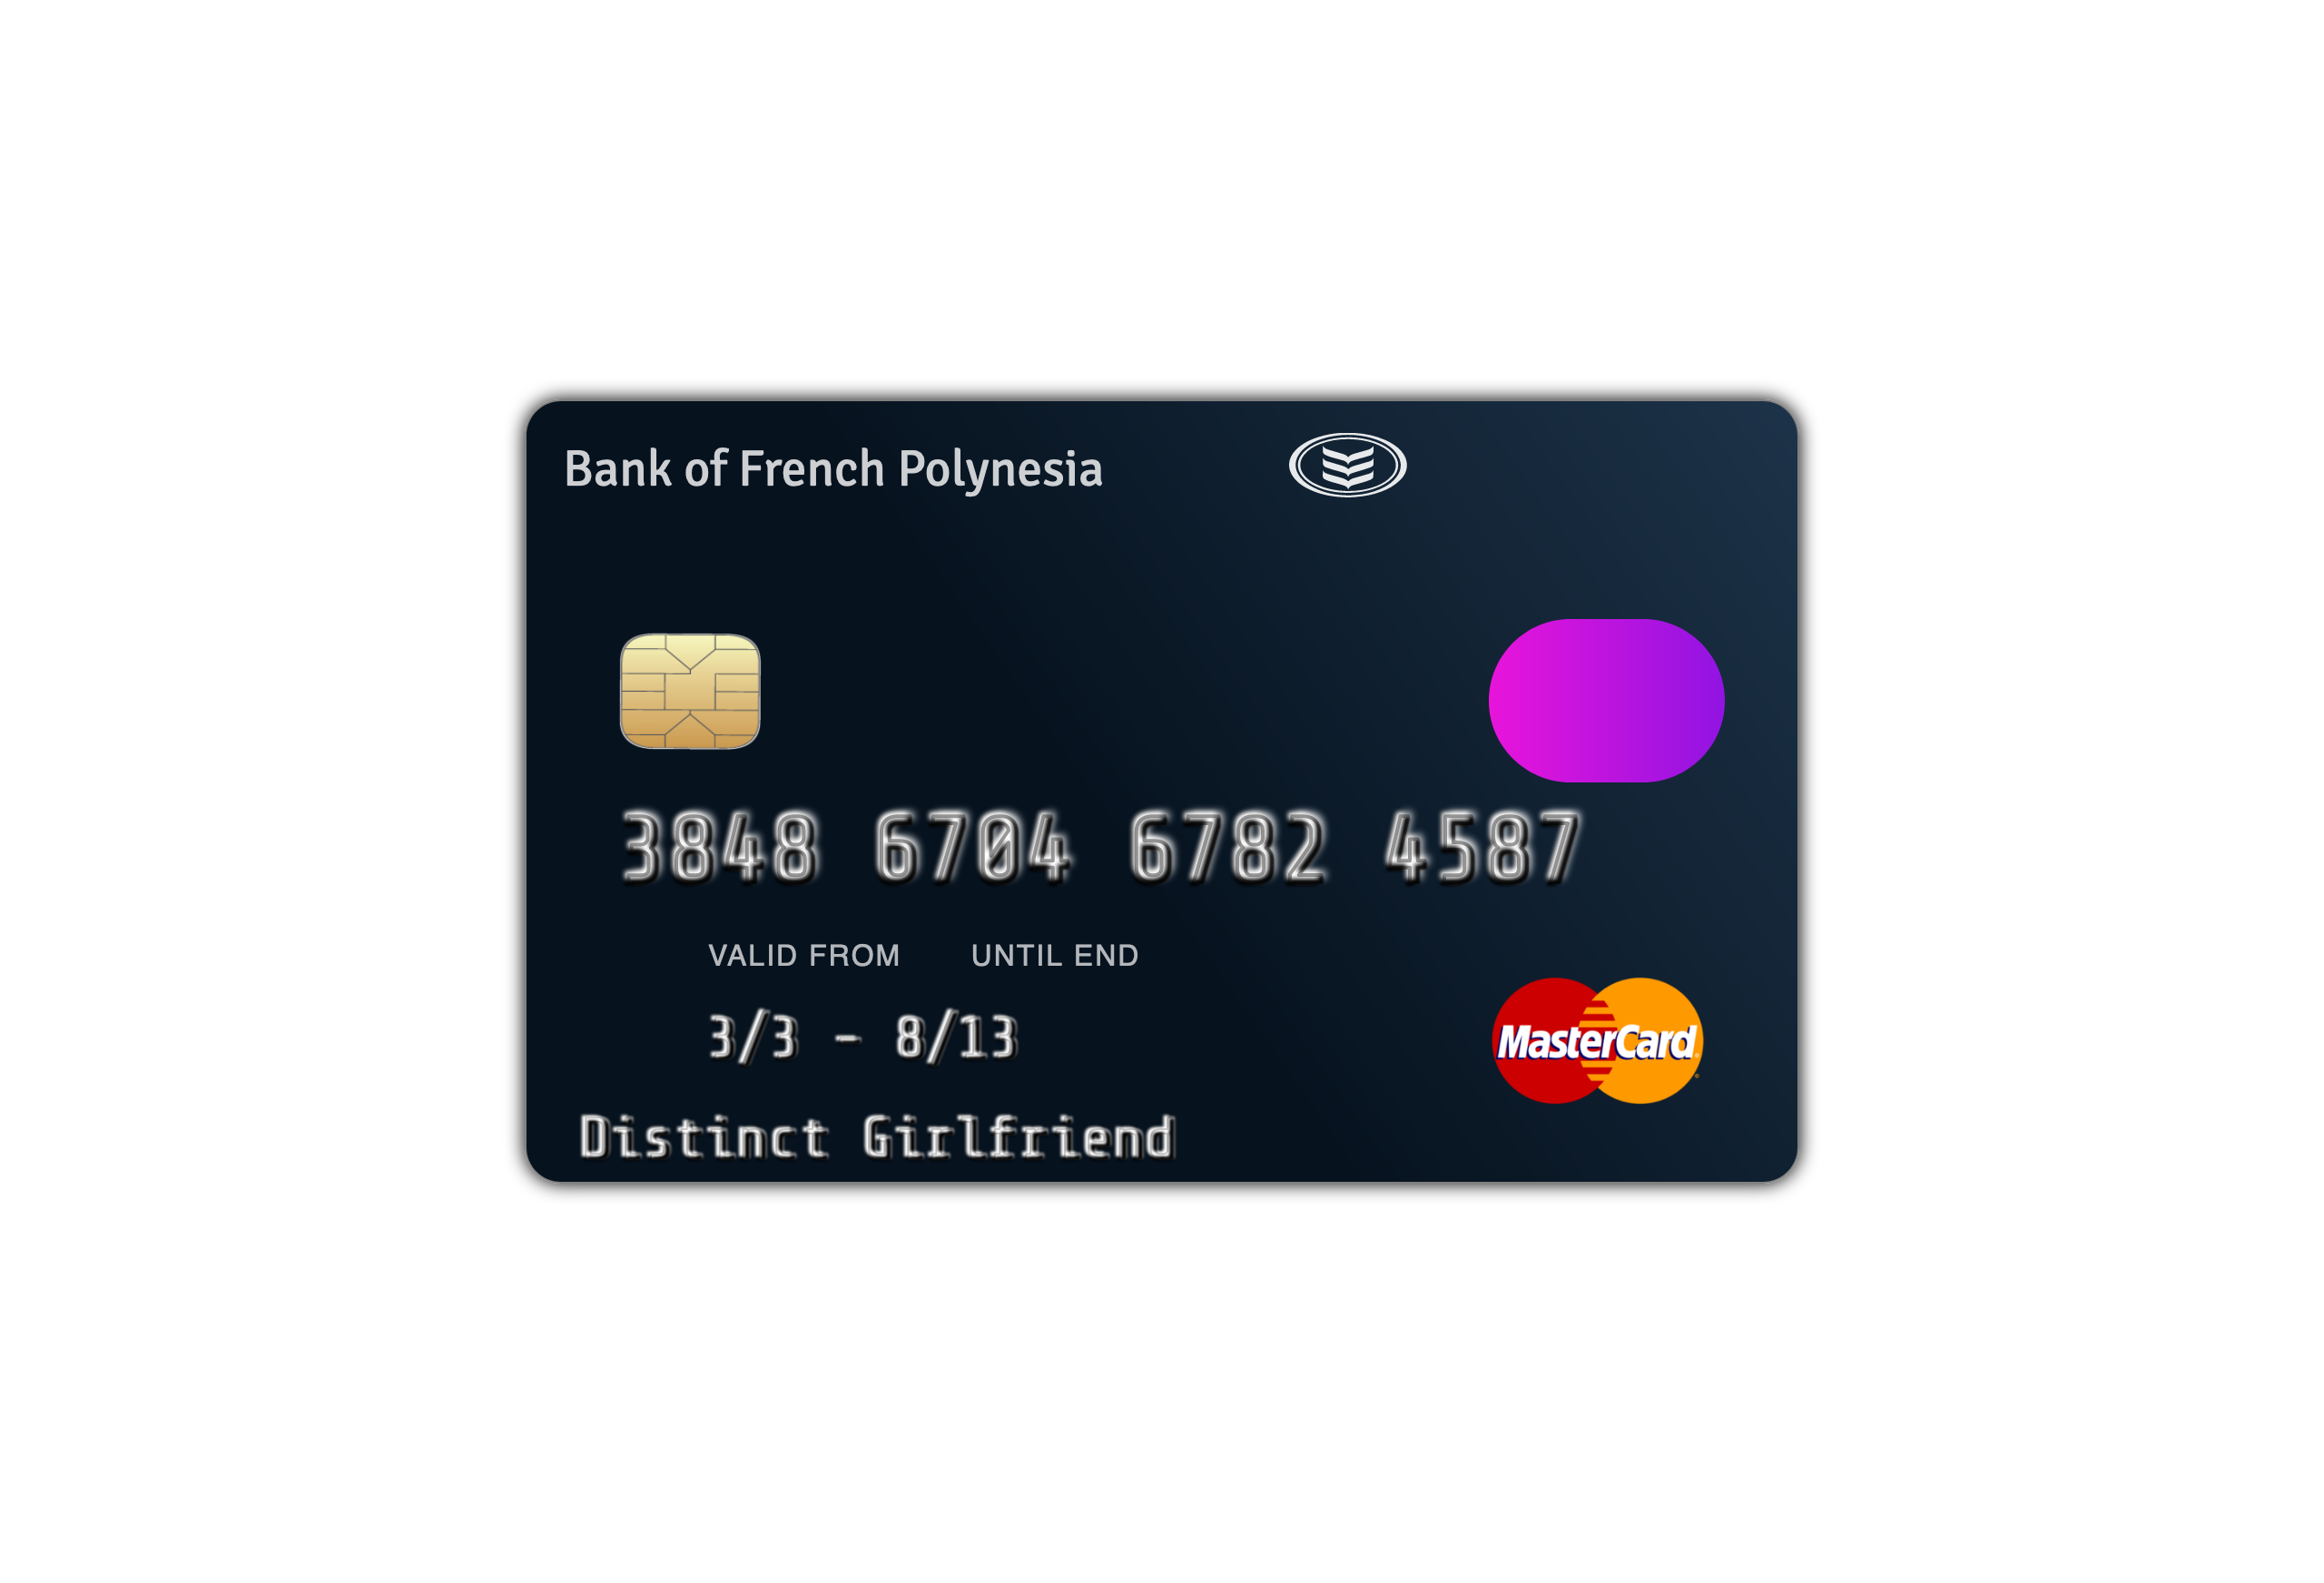 Bank of French Polynesia
3848 6704 6782 4587
VALID FROM UNTIL END
3/3 - 8/13
MasterCard
Distinct Girlfriend